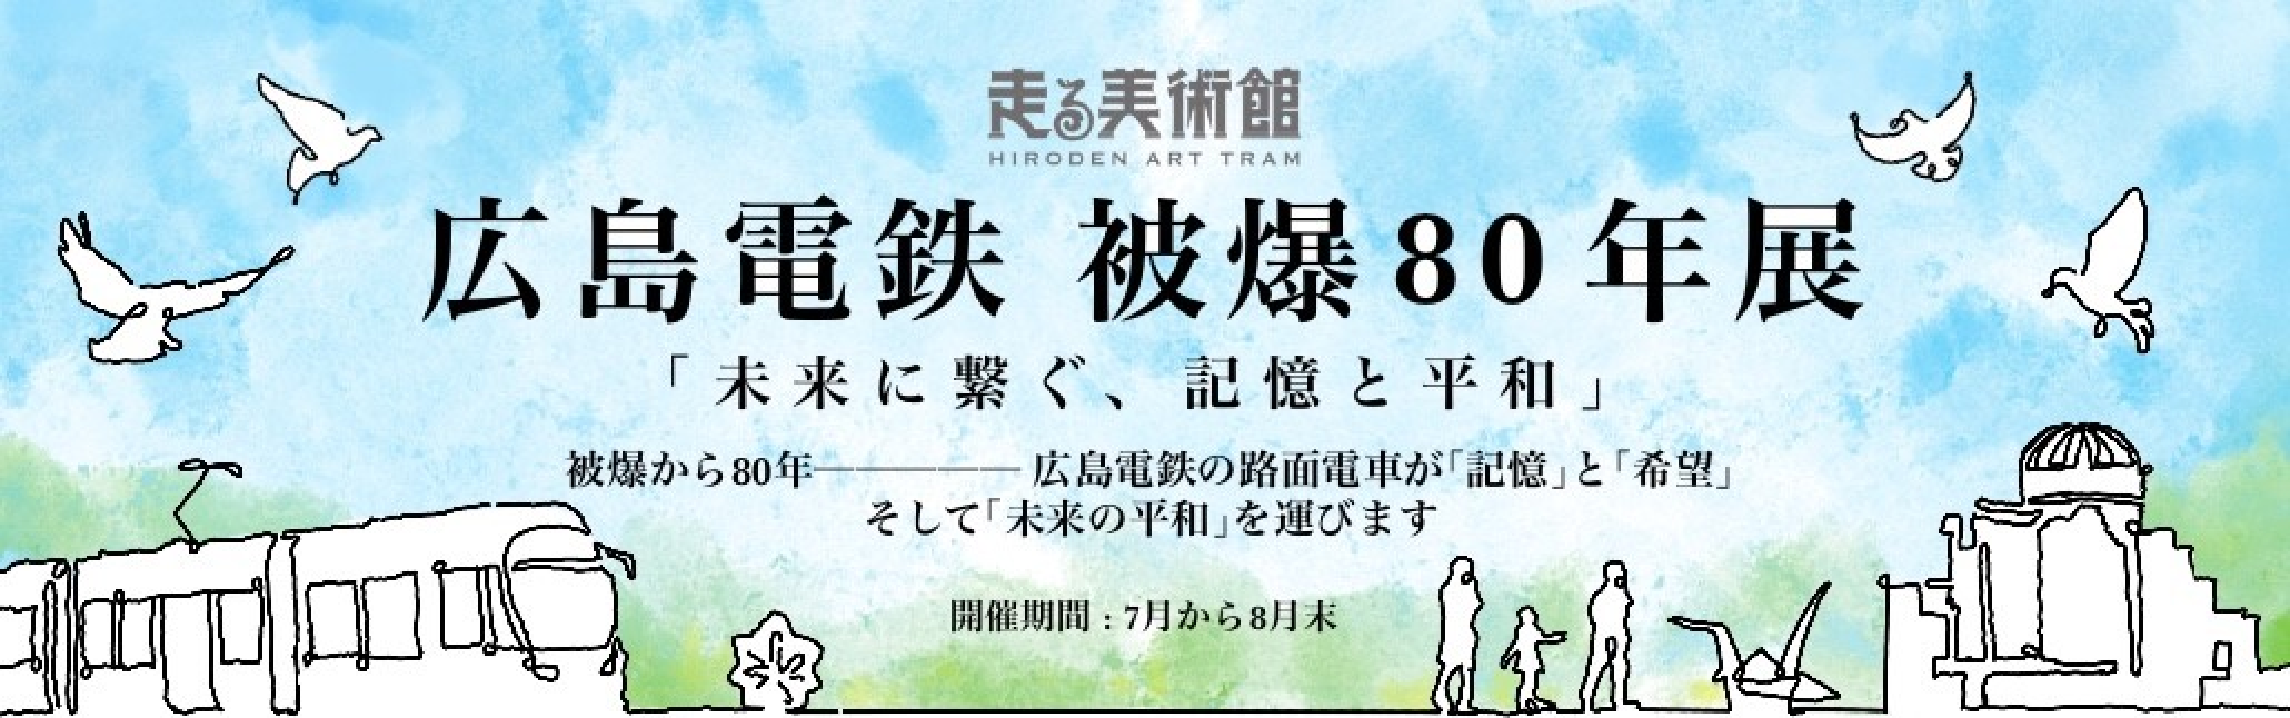 走る美術館
HIRODEN ART TRAM
広島電鉄 被爆80年展
「未来に繋ぐ、記憶と平和」
被爆から80年――――― 広島電鉄の路面電車が「記憶」と「希望」
そして「未来の平和」を運びます
開催期間：7月から8月末